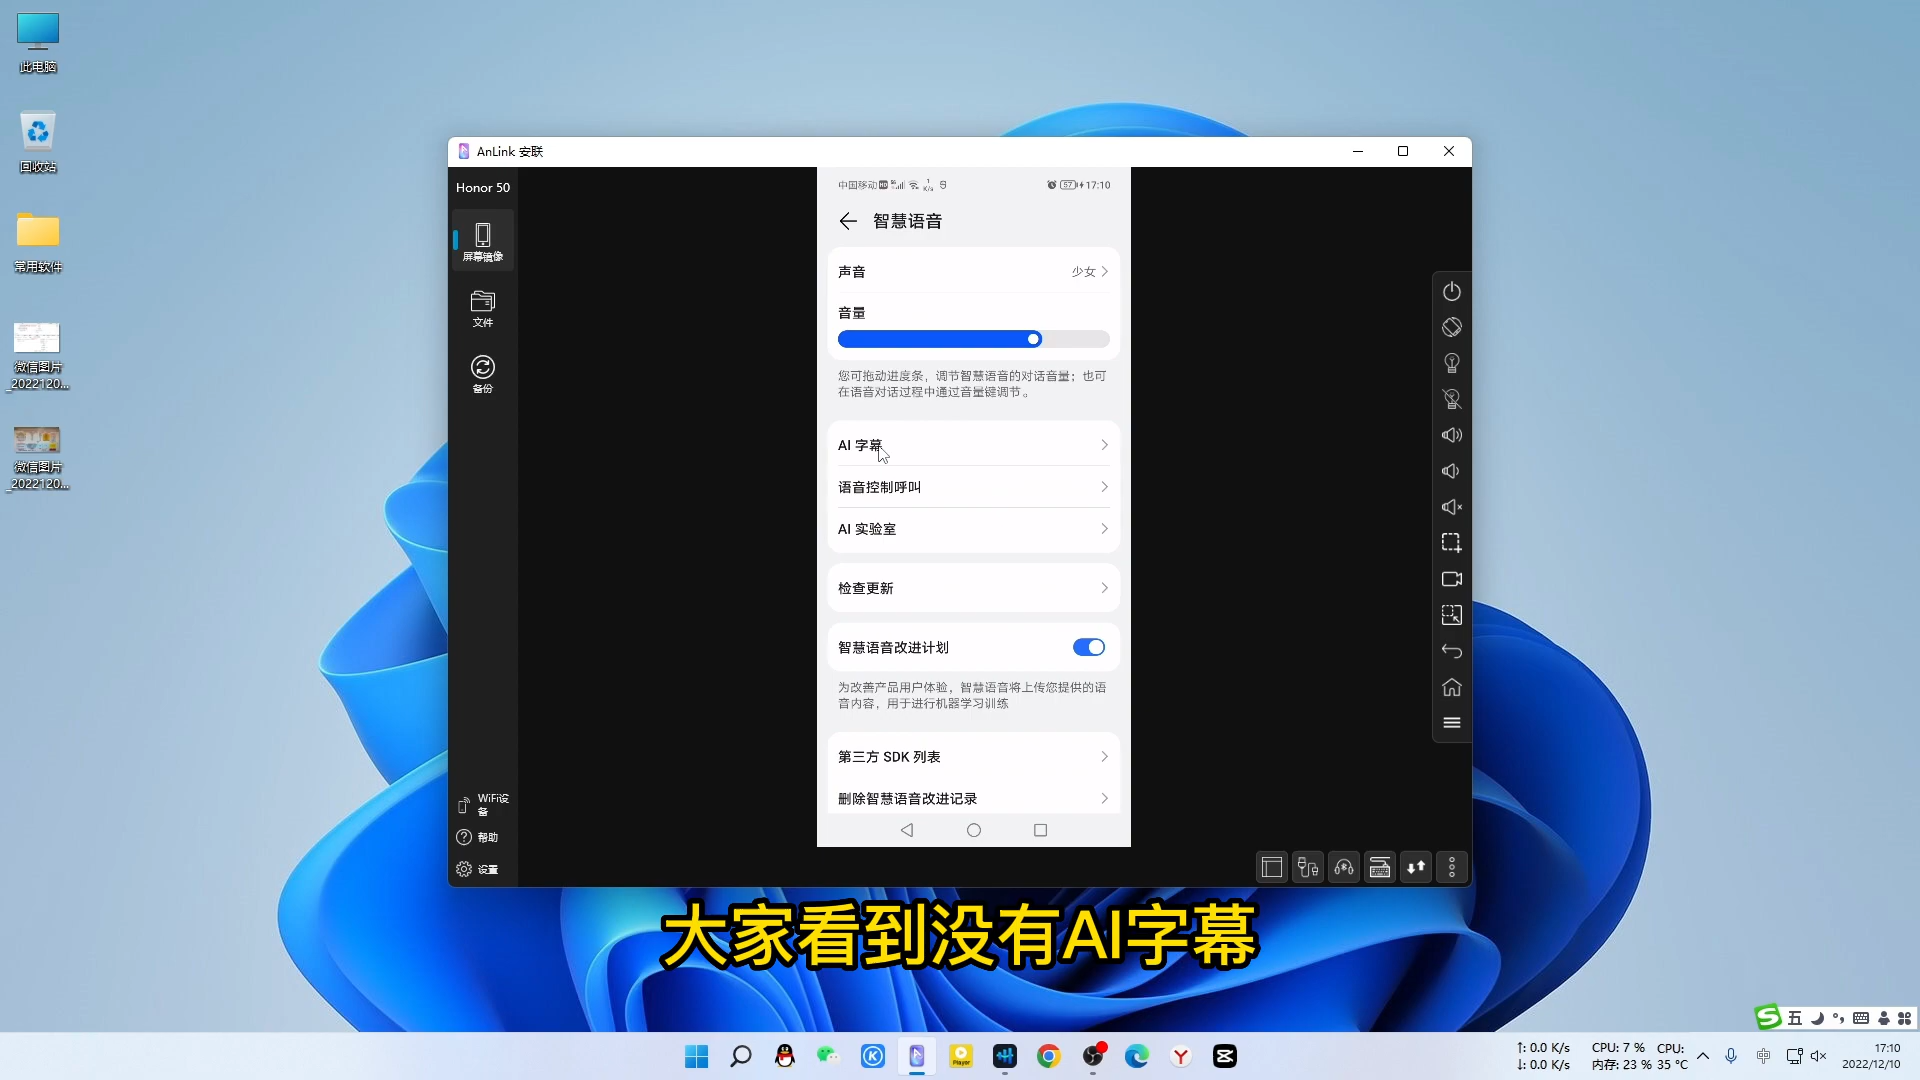 此电脑
回收站
常用软件
微信图片
_2022120...
微信图片
_2022120...
AnLink 安联
Honor 50
屏幕镜像
文件
备份
WiFi设
备
帮助
设置
中国移动 HD 1 K/s 57 17:10
智慧语音
声音 少女
音量
您可拖动进度条，调节智慧语音的对话音量；也可
在语音对话过程中通过音量键调节。
AI 字幕
语音控制呼叫
AI 实验室
检查更新
智慧语音改进计划
为改善产品用户体验，智慧语音将上传您提供的语
音内容，用于进行机器学习训练
第三方 SDK 列表
删除智慧语音改进记录
大家看到没有AI字幕
五
↑: 0.0 K/s CPU: 7 % CPU:
↓: 0.0 K/s 内存: 23 % 35 °C
中
17:10
2022/12/10